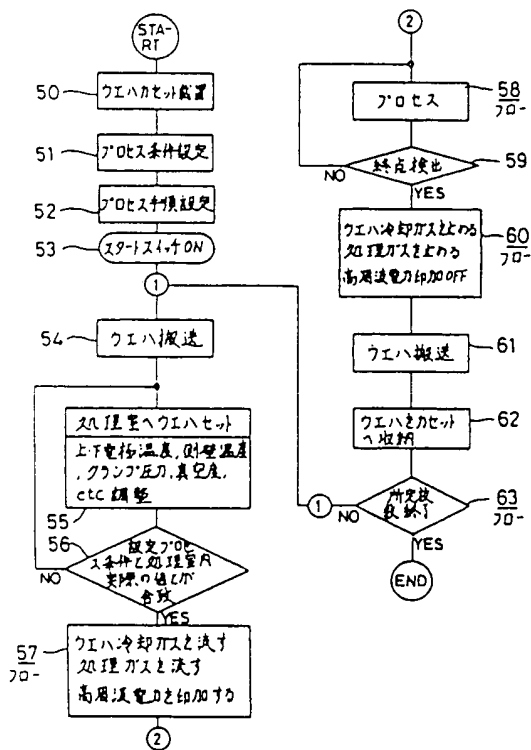 STA-
RT
50
ウエハカセット載置
51
プロセス条件設定
52
プロセス手順設定
53
スタートスイッチON
1
54
ウエハ搬送
処理室へウエハセット
上・下電極温度,側壁温度
,クランプ圧力,真空度,
etc 調整
55
56
設定プロセ
ス条件と処理室内
実際の値とが
合致
NO
YES
57
フロー
ウエハ冷却ガスを流す
処理ガスを流す
高周波電力を印加する
2
2
プロセス
58
フロー
終点検出
59
NO
YES
ウエハ冷却ガスを止める
処理ガスを止める
高周波電力印加OFF
60
フロー
ウエハ搬送
61
ウエハをカセット
へ収納
62
1
NO
所定枚
数終了
63
フロー
YES
END